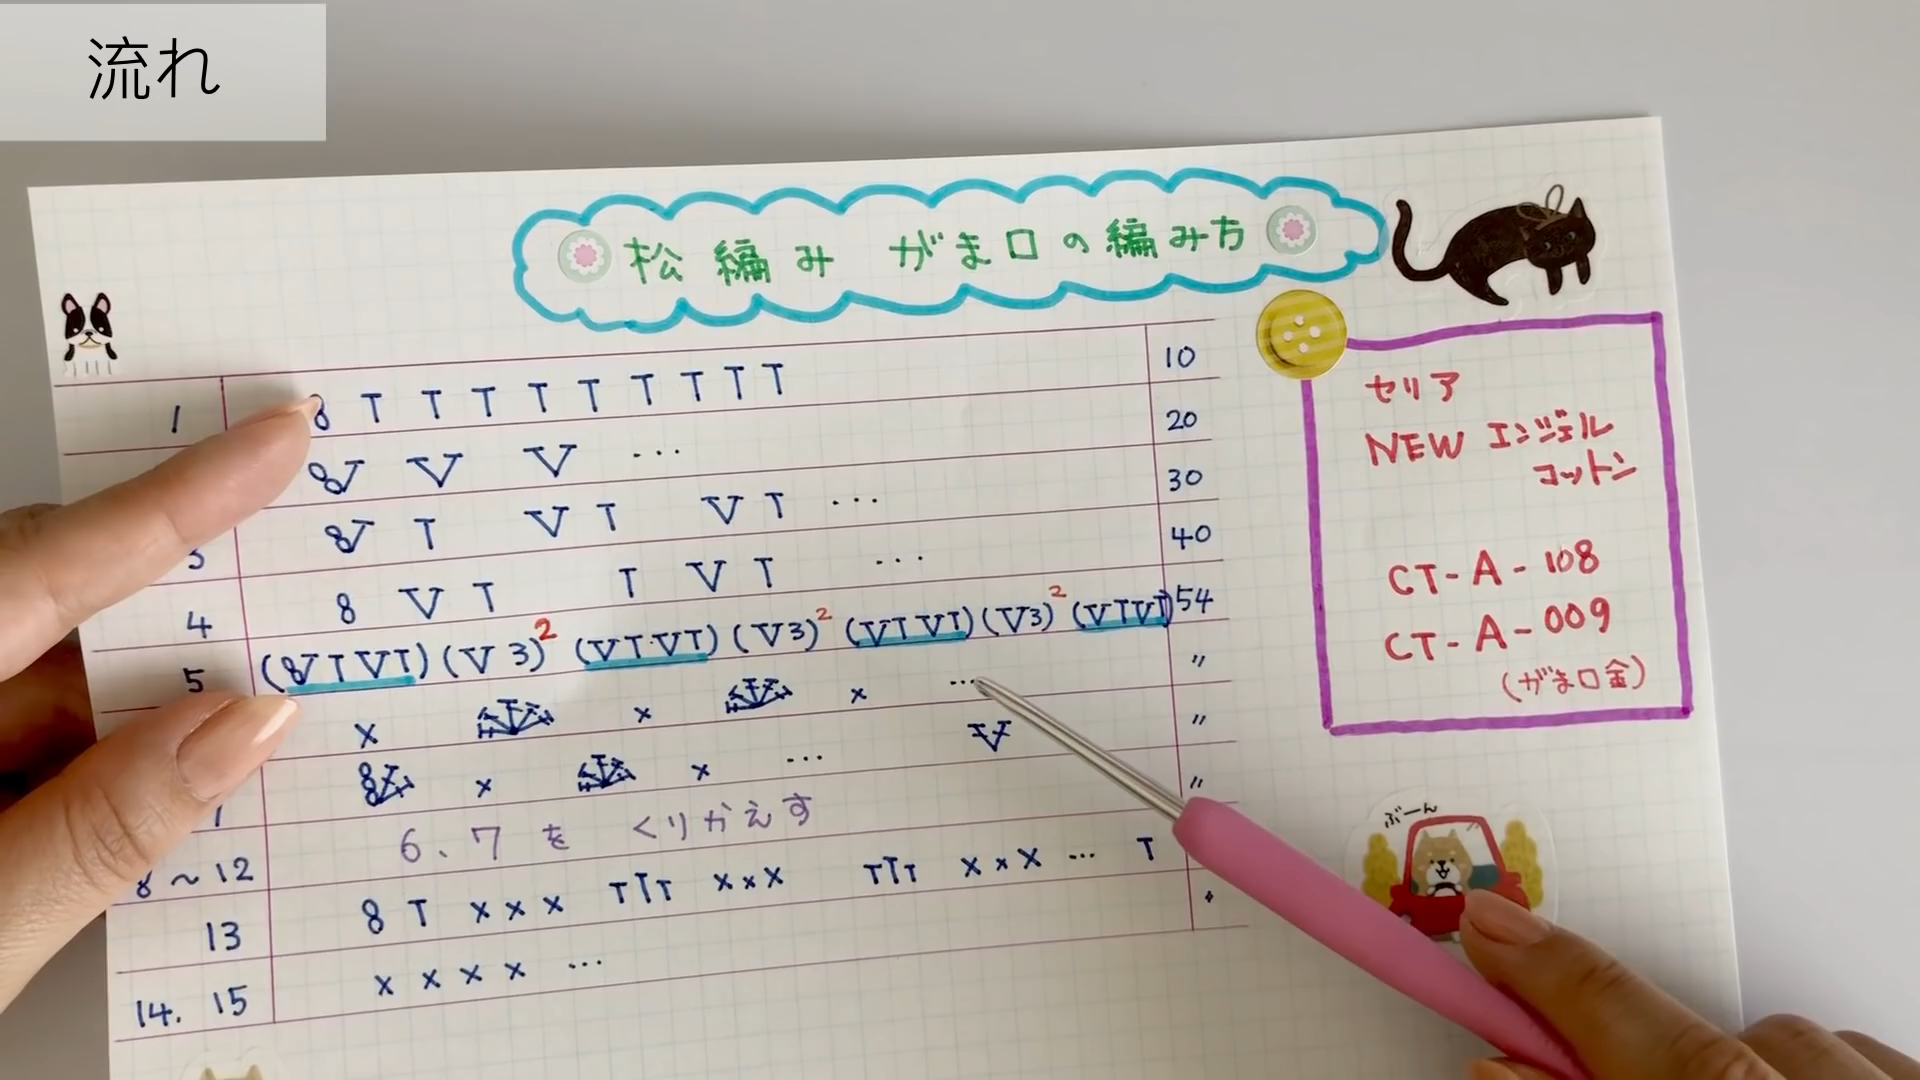 流れ
松編み がま口の編み方
1 8 T T T T T T T T T 10
8V V V ... 20
3 8V T V T V T ... 30
4 8 V T T V T ... 40
5 (8V T V T) (V 3)² (V T V T) (V 3)² (V T V T) (V 3)² (V T V T) 54
x x x ... 〃
x x ... 〃
8~12 6、7を くりかえす 〃
13 8 T x x x T T T x x x T T T x x x ... T
14. 15 x x x x ...
セリア
NEW エンジェル
コットン
CT-A-108
CT-A-009
(がま口金)
ぶーん